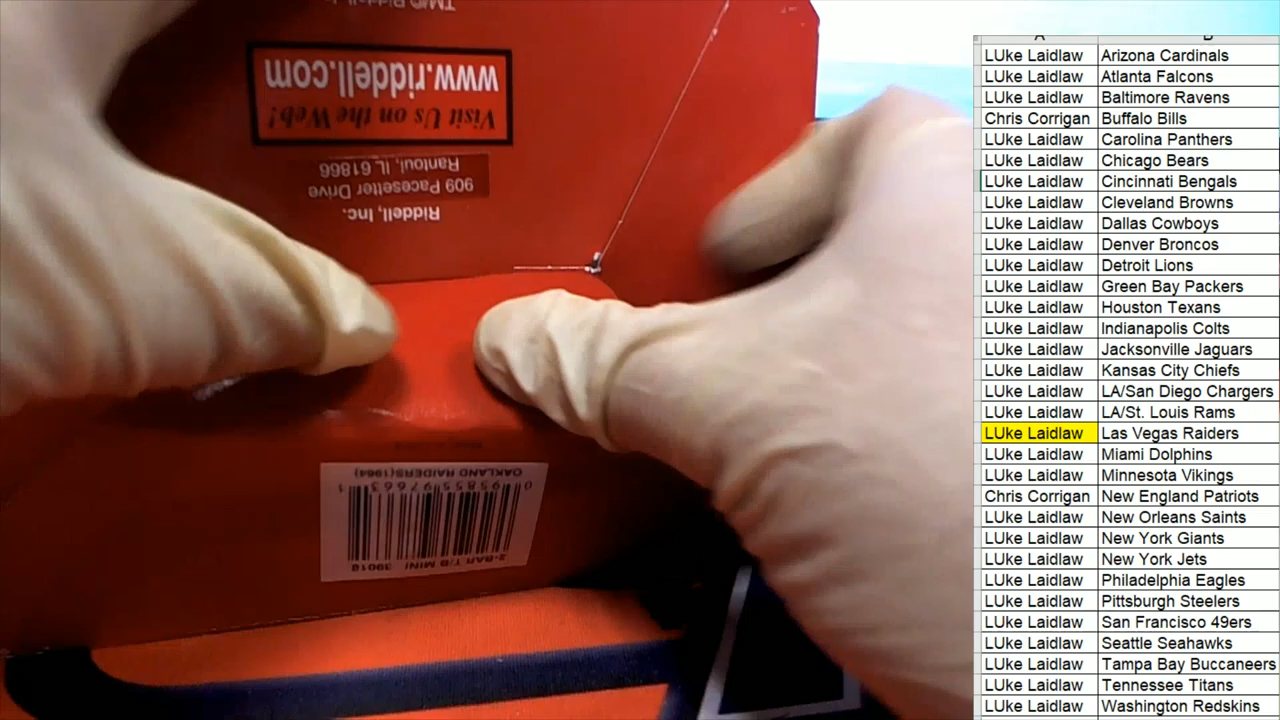 TM© Riddell, I
www.riddell.com
Visit Us on the Web!
Rantoul, IL 61866
909 Pacesetter Drive
Riddell, Inc.
OAKLAND RAIDERS(1964)
2-BAR T/B MINI 39018
A B
LUke Laidlaw Arizona Cardinals
LUke Laidlaw Atlanta Falcons
LUke Laidlaw Baltimore Ravens
Chris Corrigan Buffalo Bills
LUke Laidlaw Carolina Panthers
LUke Laidlaw Chicago Bears
LUke Laidlaw Cincinnati Bengals
LUke Laidlaw Cleveland Browns
LUke Laidlaw Dallas Cowboys
LUke Laidlaw Denver Broncos
LUke Laidlaw Detroit Lions
LUke Laidlaw Green Bay Packers
LUke Laidlaw Houston Texans
LUke Laidlaw Indianapolis Colts
LUke Laidlaw Jacksonville Jaguars
LUke Laidlaw Kansas City Chiefs
LUke Laidlaw LA/San Diego Chargers
LUke Laidlaw LA/St. Louis Rams
LUke Laidlaw Las Vegas Raiders
LUke Laidlaw Miami Dolphins
LUke Laidlaw Minnesota Vikings
Chris Corrigan New England Patriots
LUke Laidlaw New Orleans Saints
LUke Laidlaw New York Giants
LUke Laidlaw New York Jets
LUke Laidlaw Philadelphia Eagles
LUke Laidlaw Pittsburgh Steelers
LUke Laidlaw San Francisco 49ers
LUke Laidlaw Seattle Seahawks
LUke Laidlaw Tampa Bay Buccaneers
LUke Laidlaw Tennessee Titans
LUke Laidlaw Washington Redskins